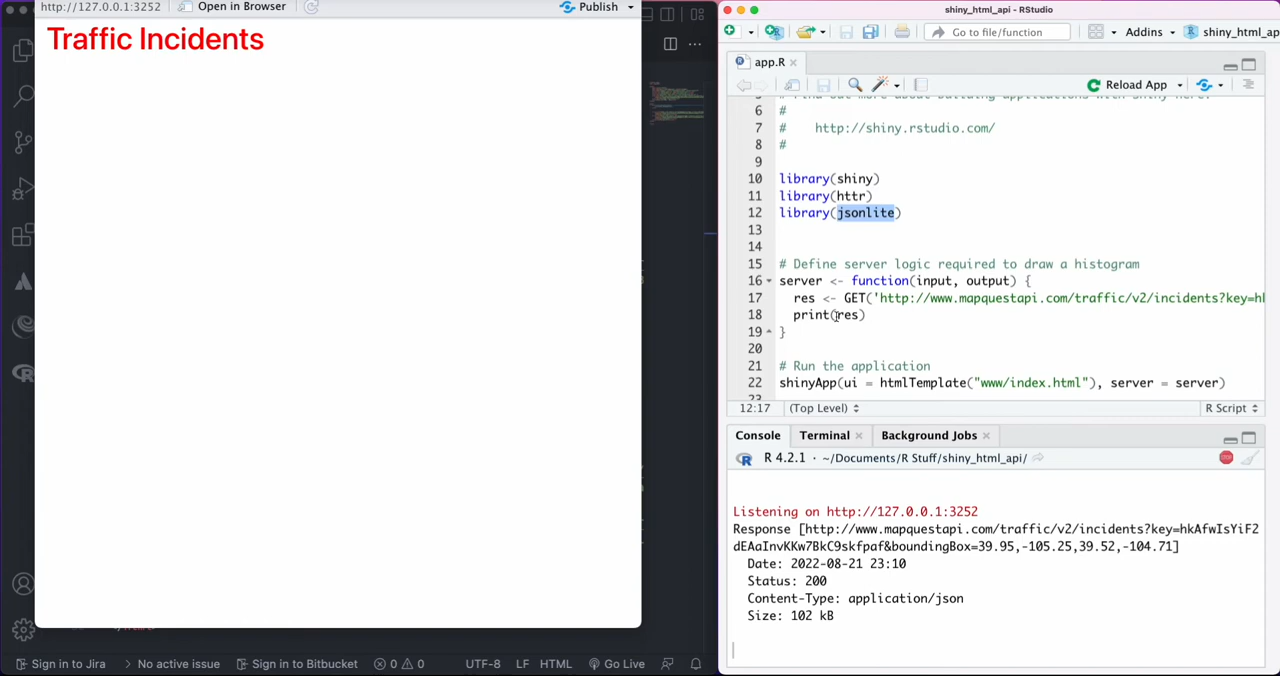 http://127.0.0.1:3252
Open in Browser
Publish
Traffic Incidents
Sign in to Jira
No active issue
Sign in to Bitbucket
0
0
UTF-8
LF
HTML
Go Live
shiny_html_api - RStudio
Go to file/function
Addins
shiny_html_ap
app.R
Reload App
6 #
7 #    http://shiny.rstudio.com/
8 #
9
10 library(shiny)
11 library(httr)
12 library(jsonlite)
13
14
15 # Define server logic required to draw a histogram
16 server <- function(input, output) {
17 res <- GET('http://www.mapquestapi.com/traffic/v2/incidents?key=hk
18 print(res)
19 }
20
21 # Run the application
22 shinyApp(ui = htmlTemplate("www/index.html"), server = server)
12:17
(Top Level)
R Script
Console
Terminal
Background Jobs
R 4.2.1 · ~/Documents/R Stuff/shiny_html_api/
Listening on http://127.0.0.1:3252
Response [http://www.mapquestapi.com/traffic/v2/incidents?key=hkAfwIsYiF2
dEAaInvKKw7BkC9skfpaf&boundingBox=39.95,-105.25,39.52,-104.71]
Date: 2022-08-21 23:10
Status: 200
Content-Type: application/json
Size: 102 kB